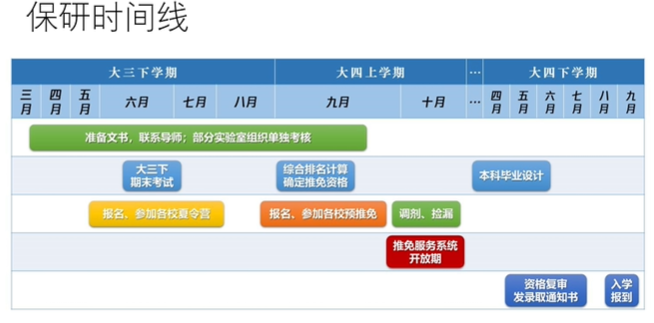 保研时间线
大三下学期 大四上学期 … 大四下学期
三月 四月 五月 六月 七月 八月 九月 十月 … 四月 五月 六月 七月 八月 九月
准备文书，联系导师；部分实验室组织单独考核
大三下
期末考试
综合排名计算
确定推免资格
本科毕业设计
报名、参加各校夏令营
报名、参加各校预推免
调剂、捡漏
推免服务系统
开放期
资格复审
发录取通知书
入学
报到